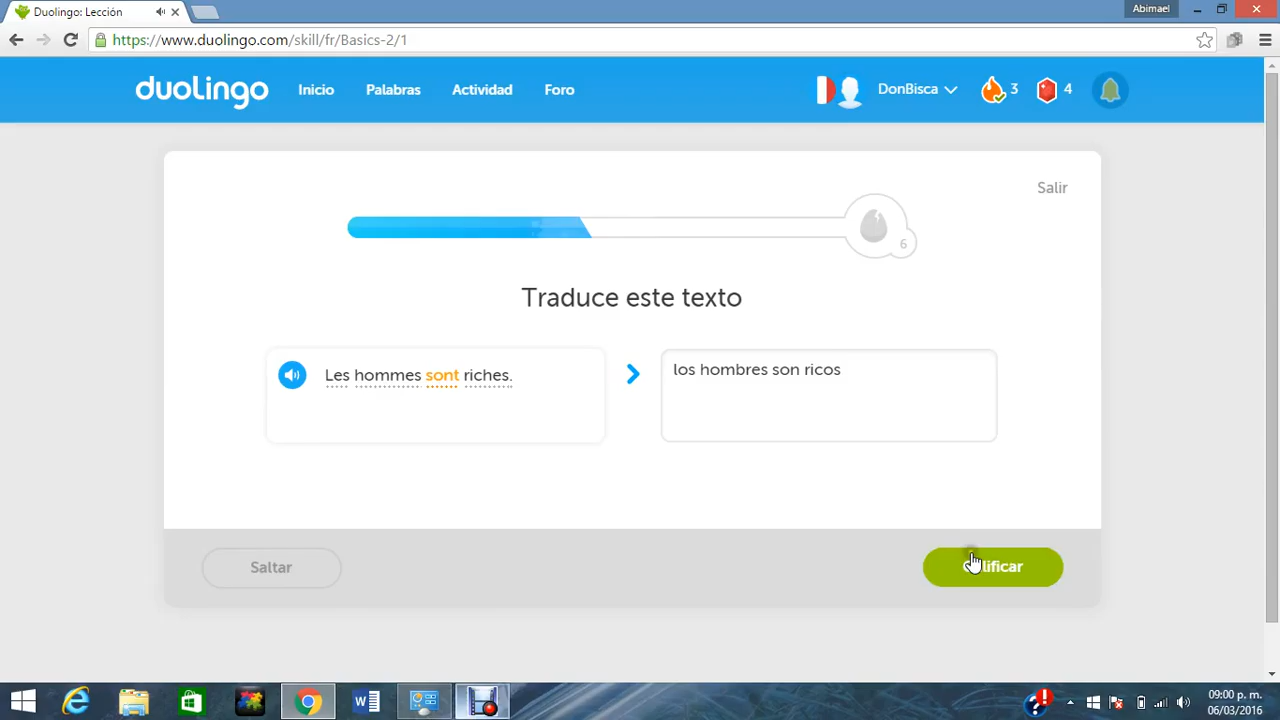 Duolingo: Lección
Abimael
https://www.duolingo.com/skill/fr/Basics-2/1
duolingo
Inicio
Palabras
Actividad
Foro
DonBisca
3
4
Salir
6
Traduce este texto
Les hommes sont riches.
los hombres son ricos
Saltar
09:00 p. m.
06/03/2016